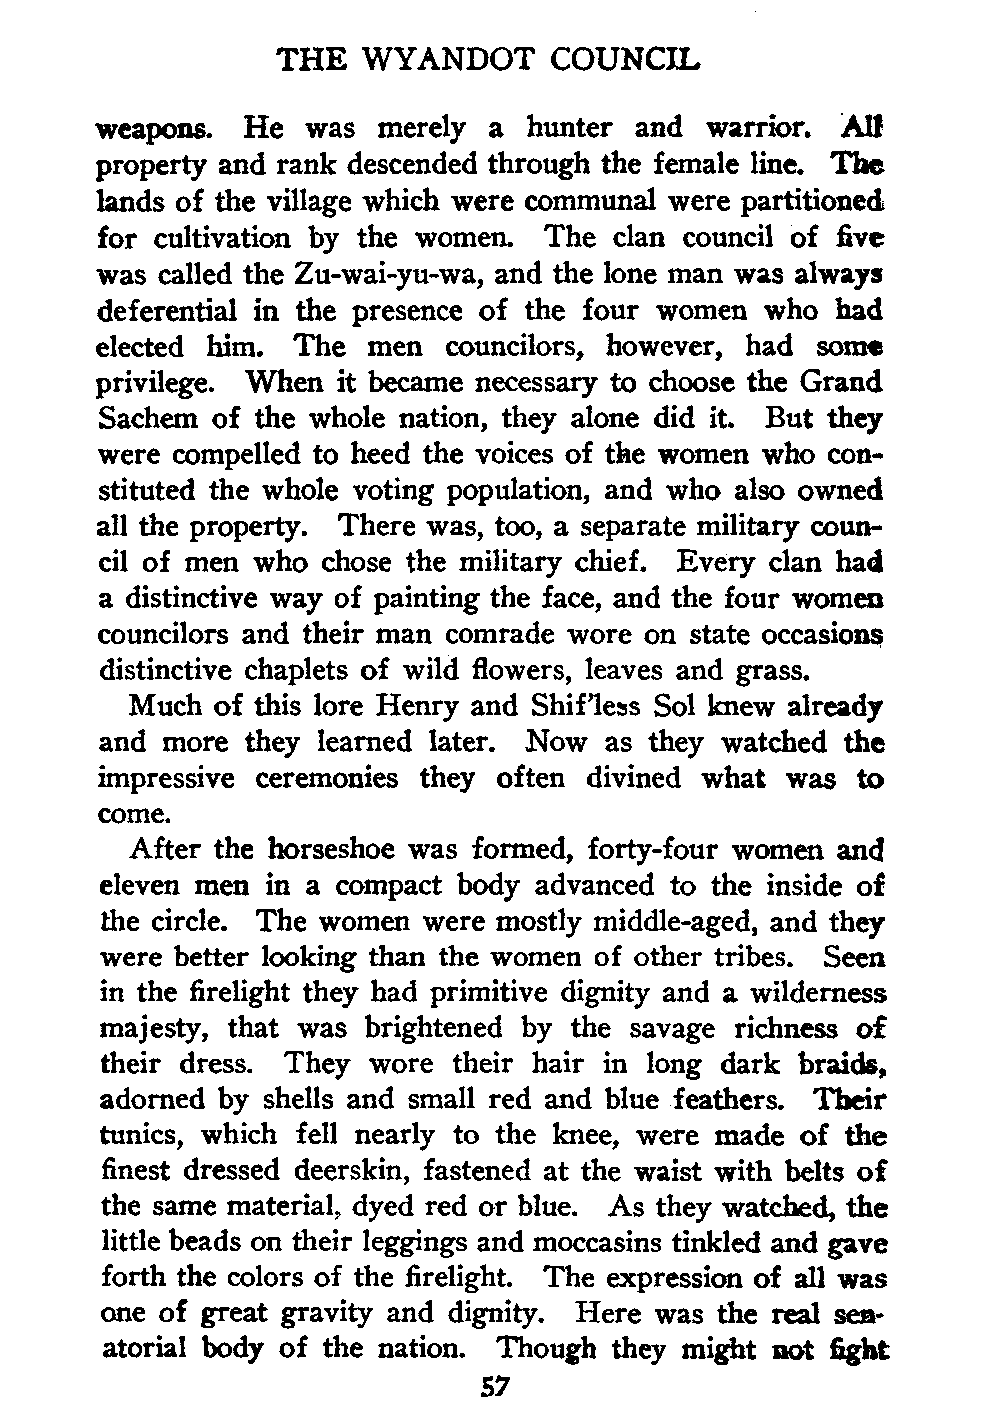 THE WYANDOT COUNCIL
weapons. He was merely a hunter and warrior. All
property and rank descended through the female line. The
lands of the village which were communal were partitioned
for cultivation by the women. The clan council of five
was called the Zu-wai-yu-wa, and the lone man was always
deferential in the presence of the four women who had
elected him. The men councilors, however, had some
privilege. When it became necessary to choose the Grand
Sachem of the whole nation, they alone did it. But they
were compelled to heed the voices of the women who con-
stituted the whole voting population, and who also owned
all the property. There was, too, a separate military coun-
cil of men who chose the military chief. Every clan had
a distinctive way of painting the face, and the four women
councilors and their man comrade wore on state occasions
distinctive chaplets of wild flowers, leaves and grass.
Much of this lore Henry and Shif'less Sol knew already
and more they learned later. Now as they watched the
impressive ceremonies they often divined what was to
come.
After the horseshoe was formed, forty-four women and
eleven men in a compact body advanced to the inside of
the circle. The women were mostly middle-aged, and they
were better looking than the women of other tribes. Seen
in the firelight they had primitive dignity and a wilderness
majesty, that was brightened by the savage richness of
their dress. They wore their hair in long dark braids,
adorned by shells and small red and blue feathers. Their
tunics, which fell nearly to the knee, were made of the
finest dressed deerskin, fastened at the waist with belts of
the same material, dyed red or blue. As they watched, the
little beads on their leggings and moccasins tinkled and gave
forth the colors of the firelight. The expression of all was
one of great gravity and dignity. Here was the real sen-
atorial body of the nation. Though they might not fight
57